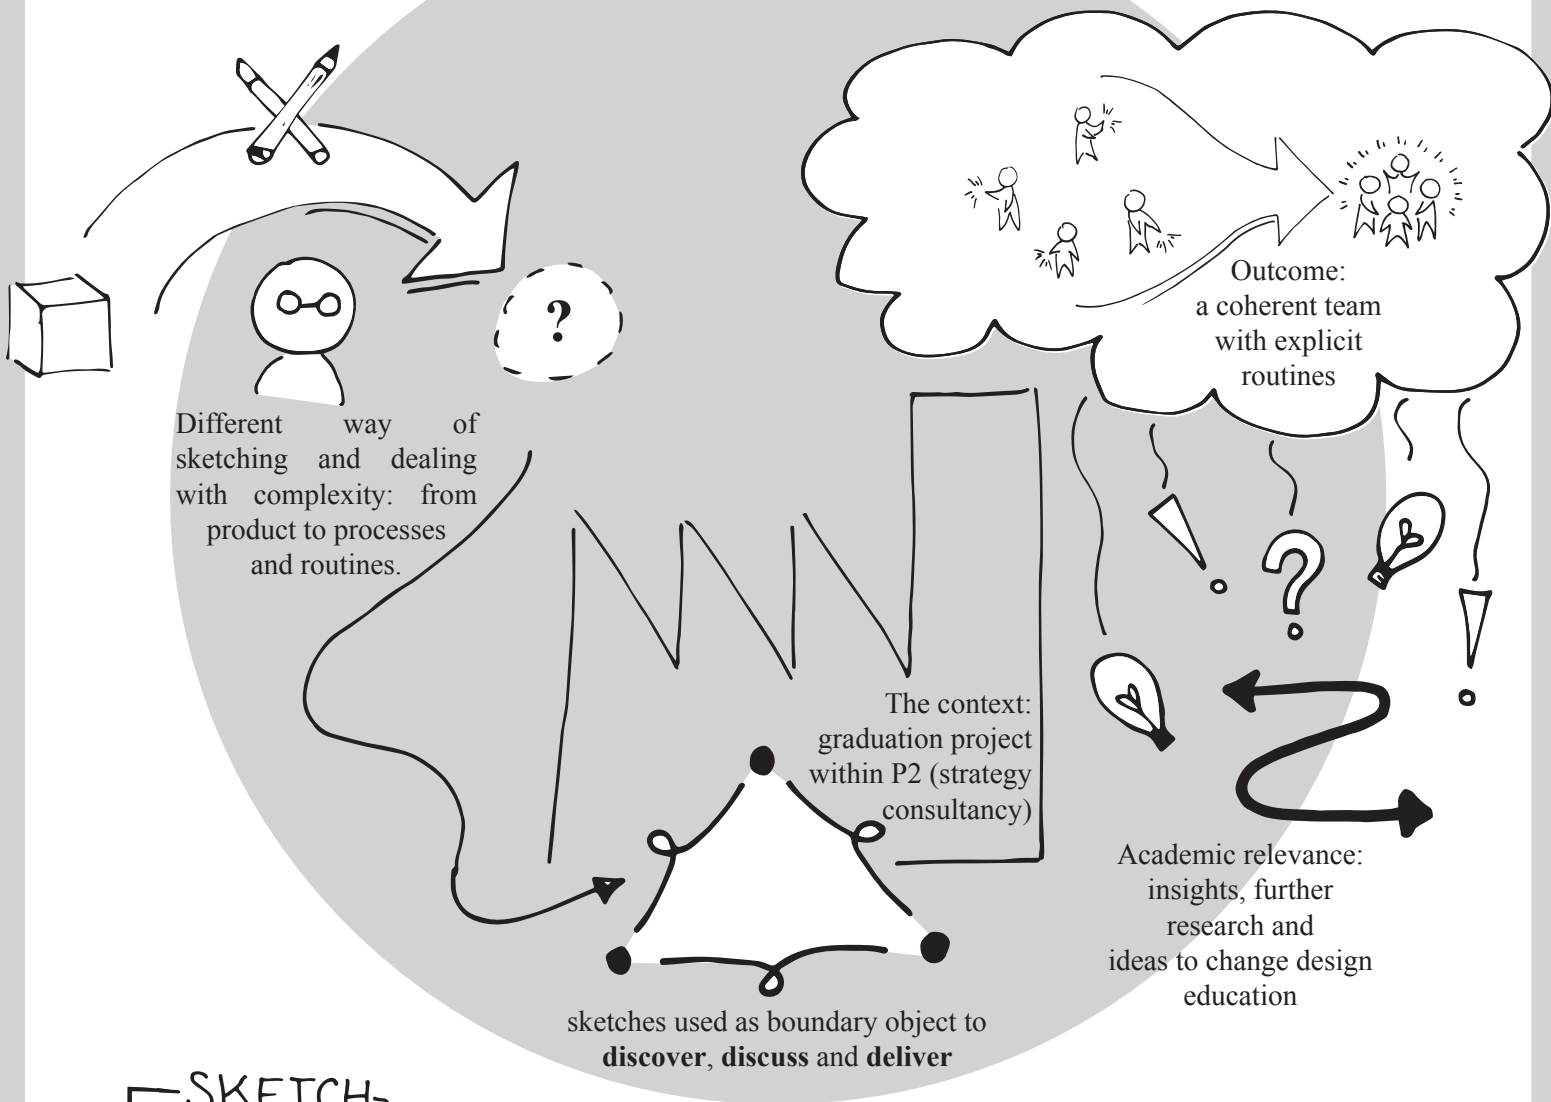 ?
Different way of
sketching and dealing
with complexity: from
product to processes
and routines.
Outcome:
a coherent team
with explicit
routines
?
The context:
graduation project
within P2 (strategy
consultancy)
Academic relevance:
insights, further
research and
ideas to change design
education
sketches used as boundary object to
discover, discuss and deliver
SKETCH-